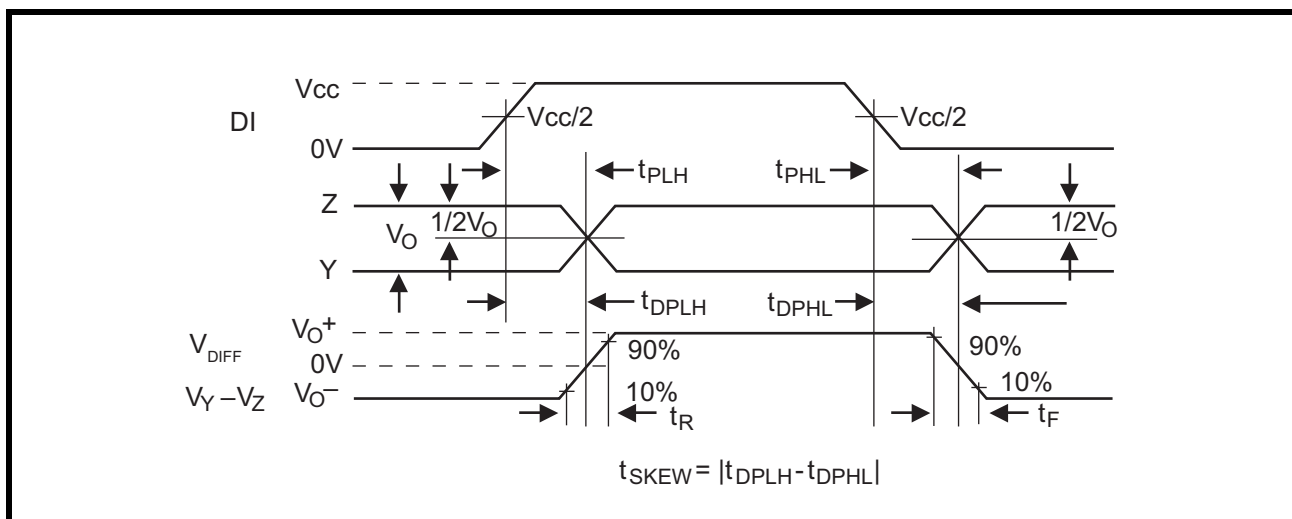 Vcc
DI
Vcc/2
Vcc/2
0V
tPLH
tPHL
Z
VO
1/2VO
1/2VO
Y
tDPLH
tDPHL
VO+
VDIFF
0V
90%
90%
VY –VZ
VO–
10%
10%
tR
tF
tSKEW = |tDPLH - tDPHL|